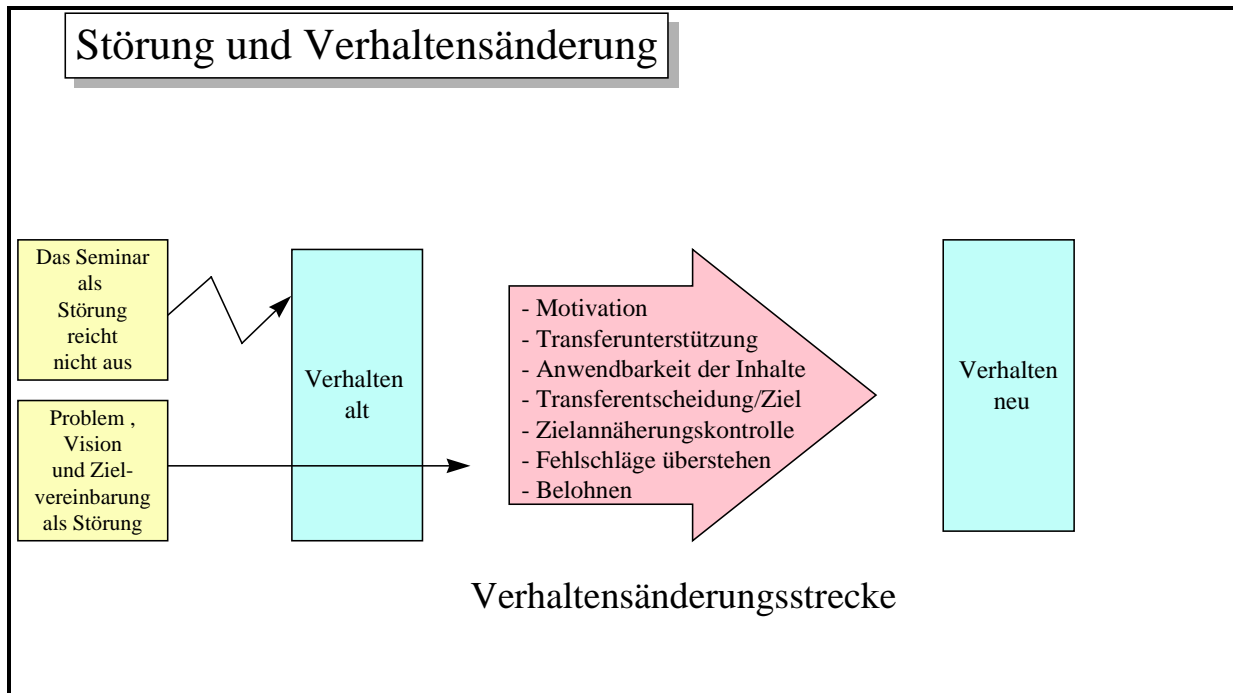 Störung und Verhaltensänderung
Das Seminar
als
Störung
reicht
nicht aus
Problem ,
Vision
und Ziel-
vereinbarung
als Störung
Verhalten
alt
- Motivation
- Transferunterstützung
- Anwendbarkeit der Inhalte
- Transferentscheidung/Ziel
- Zielannäherungskontrolle
- Fehlschläge überstehen
- Belohnen
Verhalten
neu
Verhaltensänderungsstrecke